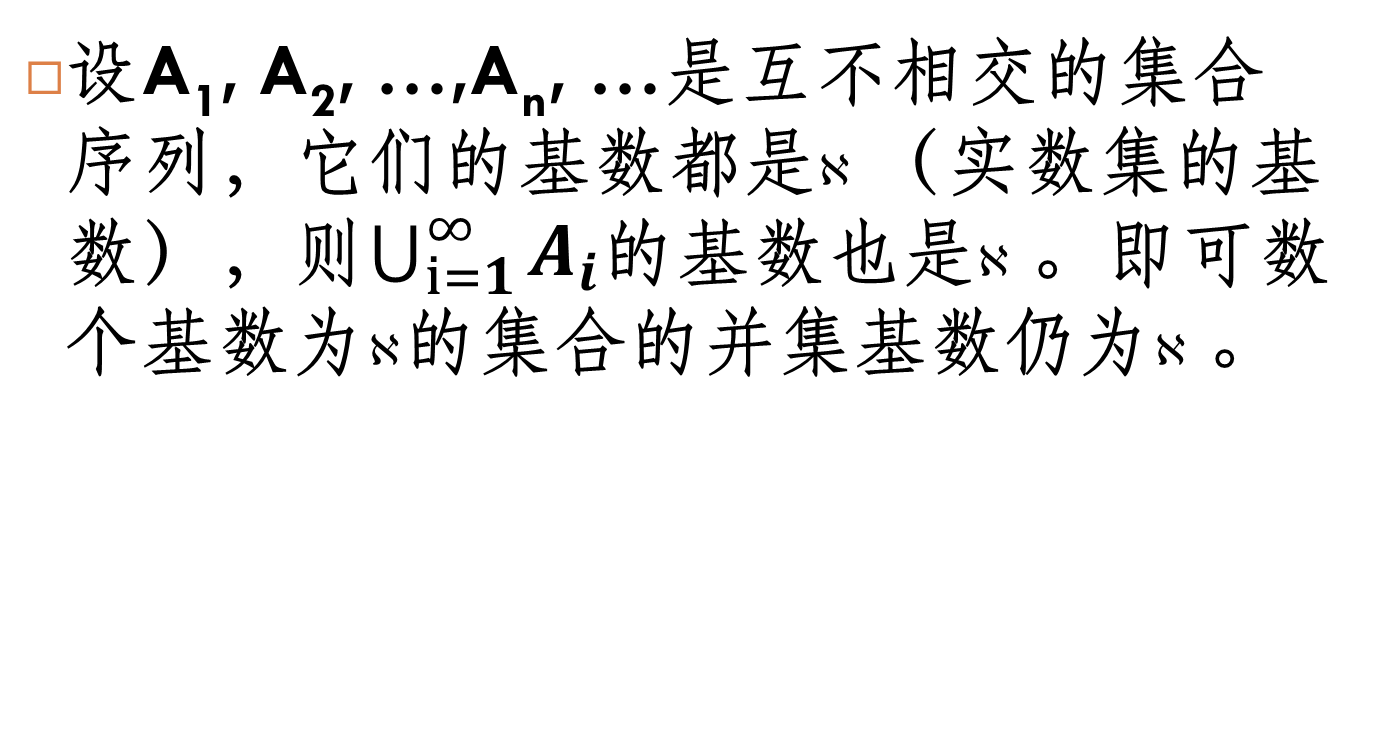 设A₁, A₂, …,Aₙ, …是互不相交的集合
序列，它们的基数都是ℵ（实数集的基
数），则⋃_{i=1}^{∞} A_i的基数也是ℵ。即可数
个基数为ℵ的集合的并集基数仍为ℵ。